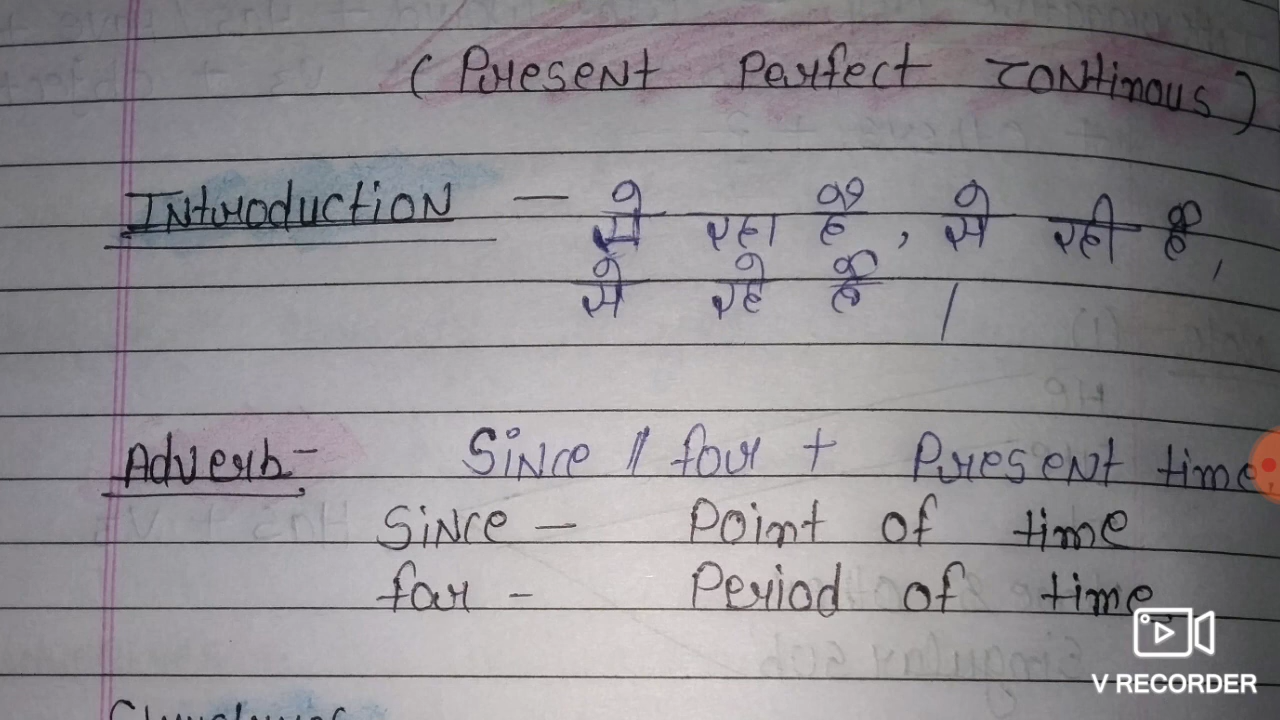 (Present Perfect Continous)
Introduction — से रहा है, से रही है,
से रहे है ।
Adverb:- Since // for + Present time
Since — Point of time
for - Period of time
V RECORDER